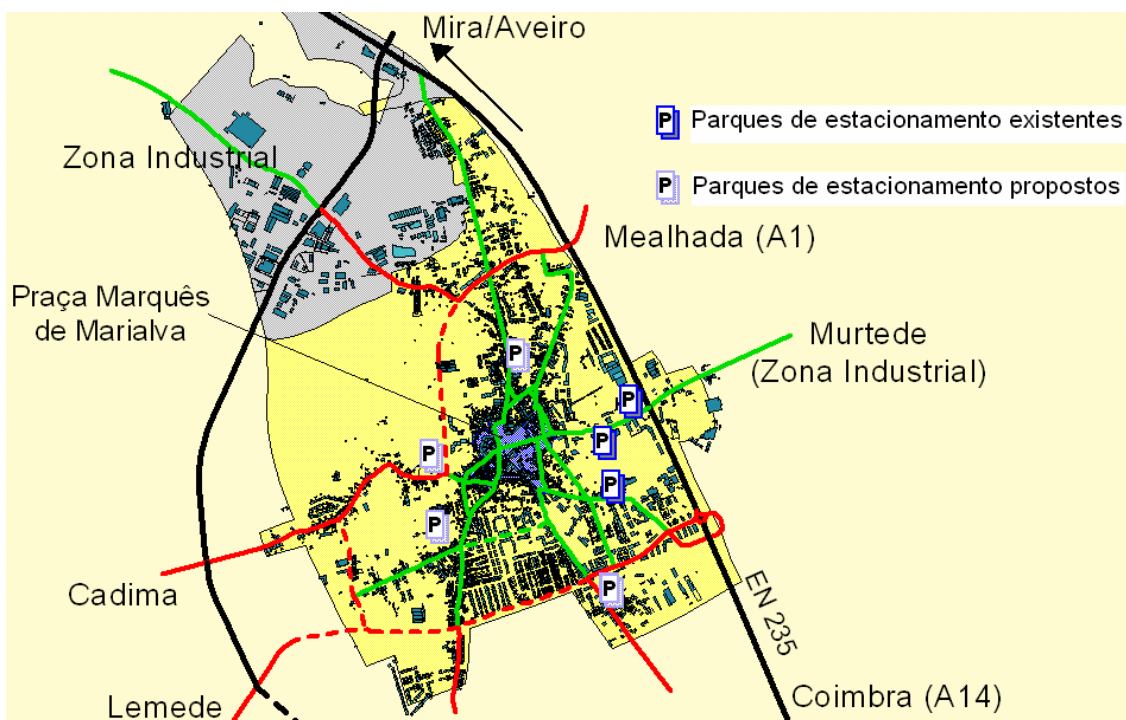 Mira/Aveiro
P Parques de estacionamento existentes
Zona Industrial
P Parques de estacionamento propostos
Mealhada (A1)
Praça Marquês
de Marialva
Murtede
(Zona Industrial)
P
P
P
P
P
P
P
Cadima
EN 235
Lemede
Coimbra (A14)